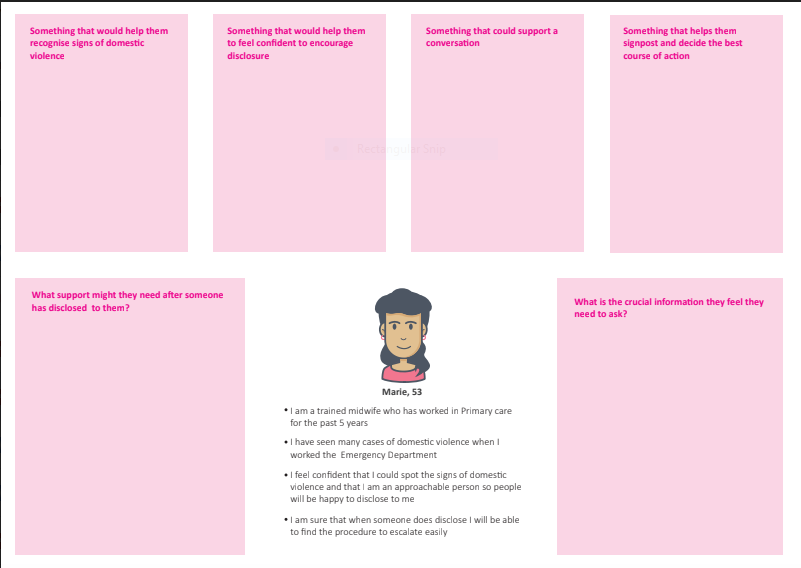 Something that would help them
recognise signs of domestic
violence
Something that would help them
to feel confident to encourage
disclosure
Something that could support a
conversation
Something that helps them
signpost and decide the best
course of action
Rectangular Snip
What support might they need after someone
has disclosed to them?
Marie, 53
• I am a trained midwife who has worked in Primary care
for the past 5 years
• I have seen many cases of domestic violence when I
worked the Emergency Department
• I feel confident that I could spot the signs of domestic
violence and that I am an approachable person so people
will be happy to disclose to me
• I am sure that when someone does disclose I will be able
to find the procedure to escalate easily
What is the crucial information they feel they
need to ask?